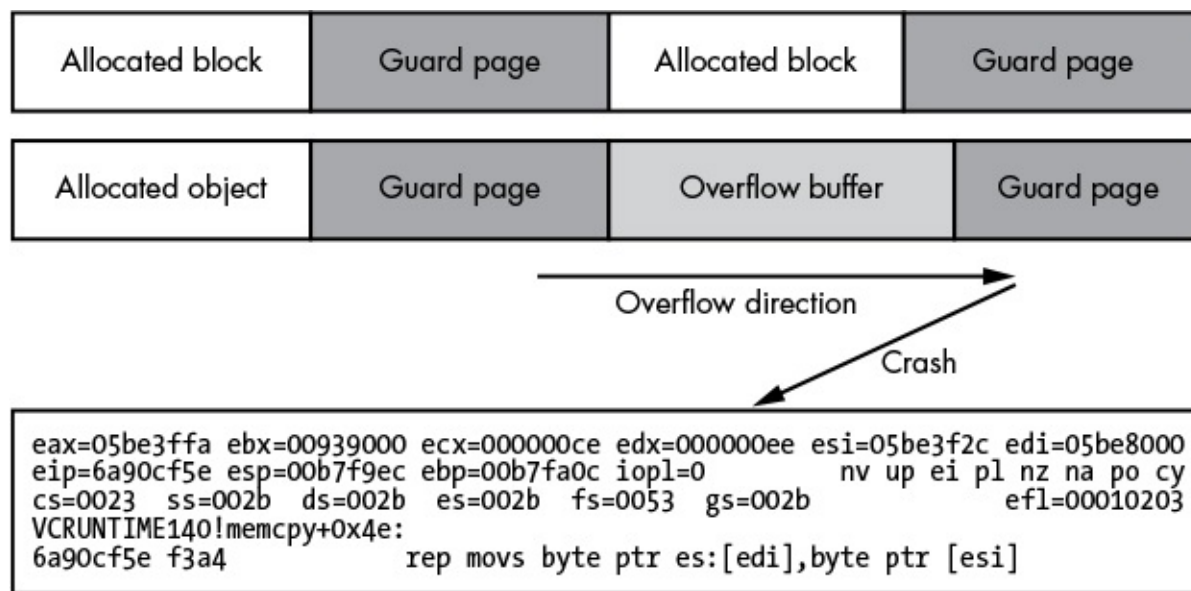 Allocated block Guard page Allocated block Guard page
Allocated object Guard page Overflow buffer Guard page
Overflow direction
Crash
eax=05be3ffa ebx=00939000 ecx=000000ce edx=000000ee esi=05be3f2c edi=05be8000
eip=6a90cf5e esp=00b7f9ec ebp=00b7fa0c iopl=0 nv up ei pl nz na po cy
cs=0023 ss=002b ds=002b es=002b fs=0053 gs=002b efl=00010203
VCRUNTIME140!memcpy+0x4e:
6a90cf5e f3a4 rep movs byte ptr es:[edi],byte ptr [esi]